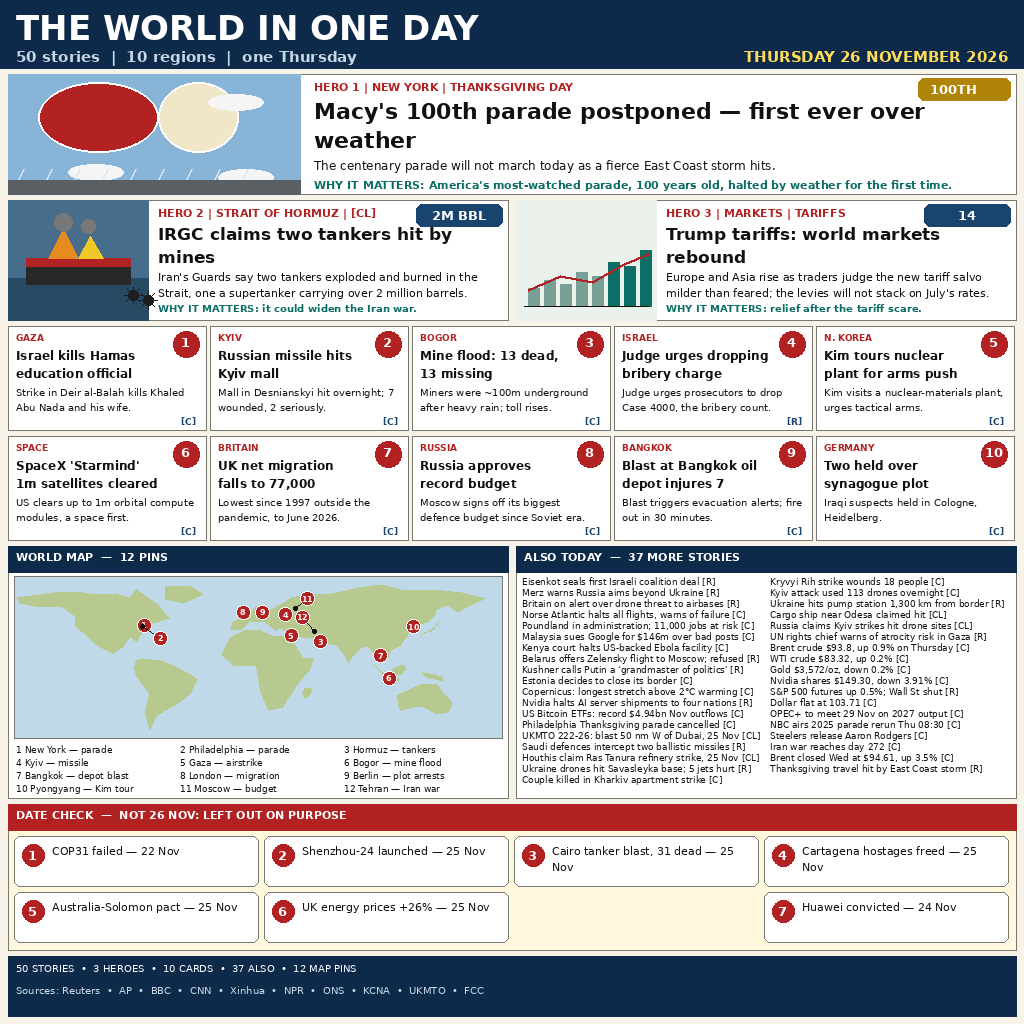 THE WORLD IN ONE DAY
50 stories | 10 regions | one Thursday
THURSDAY 26 NOVEMBER 2026
HERO 1 | NEW YORK | THANKSGIVING DAY
100TH
Macy's 100th parade postponed — first ever over
weather
The centenary parade will not march today as a fierce East Coast storm hits.
WHY IT MATTERS: America's most-watched parade, 100 years old, halted by weather for the first time.
HERO 2 | STRAIT OF HORMUZ | [CL]
2M BBL
IRGC claims two tankers hit by
mines
Iran's Guards say two tankers exploded and burned in the
Strait, one a supertanker carrying over 2 million barrels.
WHY IT MATTERS: it could widen the Iran war.
HERO 3 | MARKETS | TARIFFS
14
Trump tariffs: world markets
rebound
Europe and Asia rise as traders judge the new tariff salvo
milder than feared; the levies will not stack on July's rates.
WHY IT MATTERS: relief after the tariff scare.
GAZA
1
Israel kills Hamas
education official
Strike in Deir al-Balah kills Khaled
Abu Nada and his wife.
[C]
KYIV
2
Russian missile hits
Kyiv mall
Mall in Desnianskyi hit overnight; 7
wounded, 2 seriously.
[C]
BOGOR
3
Mine flood: 13 dead,
13 missing
Miners were ~100m underground
after heavy rain; toll rises.
[C]
ISRAEL
4
Judge urges dropping
bribery charge
Judge urges prosecutors to drop
Case 4000, the bribery count.
[R]
N. KOREA
5
Kim tours nuclear
plant for arms push
Kim visits a nuclear-materials plant,
urges tactical arms.
[C]
SPACE
6
SpaceX 'Starmind'
1m satellites cleared
US clears up to 1m orbital compute
modules, a space first.
[C]
BRITAIN
7
UK net migration
falls to 77,000
Lowest since 1997 outside the
pandemic, to June 2026.
[C]
RUSSIA
8
Russia approves
record budget
Moscow signs off its biggest
defence budget since Soviet era.
[C]
BANGKOK
9
Blast at Bangkok oil
depot injures 7
Blast triggers evacuation alerts; fire
out in 30 minutes.
[C]
GERMANY
10
Two held over
synagogue plot
Iraqi suspects held in Cologne,
Heidelberg.
[C]
WORLD MAP — 12 PINS
11
8
9
4
12
2
5
3
10
7
6
1 New York — parade
2 Philadelphia — parade
3 Hormuz — tankers
4 Kyiv — missile
5 Gaza — airstrike
6 Bogor — mine flood
7 Bangkok — depot blast
8 London — migration
9 Berlin — plot arrests
10 Pyongyang — Kim tour
11 Moscow — budget
12 Tehran — Iran war
ALSO TODAY — 37 MORE STORIES
Eisenkot seals first Israeli coalition deal [R]
Merz warns Russia aims beyond Ukraine [R]
Britain on alert over drone threat to airbases [R]
Norse Atlantic halts all flights, warns of failure [C]
Poundland in administration; 11,000 jobs at risk [C]
Malaysia sues Google for $146m over bad posts [C]
Kenya court halts US-backed Ebola facility [C]
Belarus offers Zelensky flight to Moscow; refused [R]
Kushner calls Putin a 'grandmaster of politics' [R]
Estonia decides to close its border [C]
Copernicus: longest stretch above 2°C warming [C]
Nvidia halts AI server shipments to four nations [R]
US Bitcoin ETFs: record $4.94bn Nov outflows [C]
Philadelphia Thanksgiving parade cancelled [C]
UKMTO 222-26: blast 50 nm W of Dubai, 25 Nov [CL]
Saudi defences intercept two ballistic missiles [R]
Houthis claim Ras Tanura refinery strike, 25 Nov [CL]
Ukraine drones hit Savasleyka base; 5 jets hurt [R]
Couple killed in Kharkiv apartment strike [C]
Kryvyi Rih strike wounds 18 people [C]
Kyiv attack used 113 drones overnight [C]
Ukraine hits pump station 1,300 km from border [R]
Cargo ship near Odesa claimed hit [CL]
Russia claims Kyiv strikes hit drone sites [CL]
UN rights chief warns of atrocity risk in Gaza [R]
Brent crude $93.8, up 0.9% on Thursday [C]
WTI crude $83.32, up 0.2% [C]
Gold $3,572/oz, down 0.2% [C]
Nvidia shares $149.30, down 3.91% [C]
S&P 500 futures up 0.5%; Wall St shut [R]
Dollar flat at 103.71 [C]
OPEC+ to meet 29 Nov on 2027 output [C]
NBC airs 2025 parade rerun Thu 08:30 [C]
Steelers release Aaron Rodgers [C]
Iran war reaches day 272 [C]
Brent closed Wed at $94.61, up 3.5% [C]
Thanksgiving travel hit by East Coast storm [R]
DATE CHECK — NOT 26 NOV: LEFT OUT ON PURPOSE
1 COP31 failed — 22 Nov
2 Shenzhou-24 launched — 25 Nov
3 Cairo tanker blast, 31 dead — 25
Nov
4 Cartagena hostages freed — 25
Nov
5 Australia-Solomon pact — 25 Nov
6 UK energy prices +26% — 25 Nov
7 Huawei convicted — 24 Nov
50 STORIES • 3 HEROES • 10 CARDS • 37 ALSO • 12 MAP PINS
Sources: Reuters • AP • BBC • CNN • Xinhua • NPR • ONS • KCNA • UKMTO • FCC